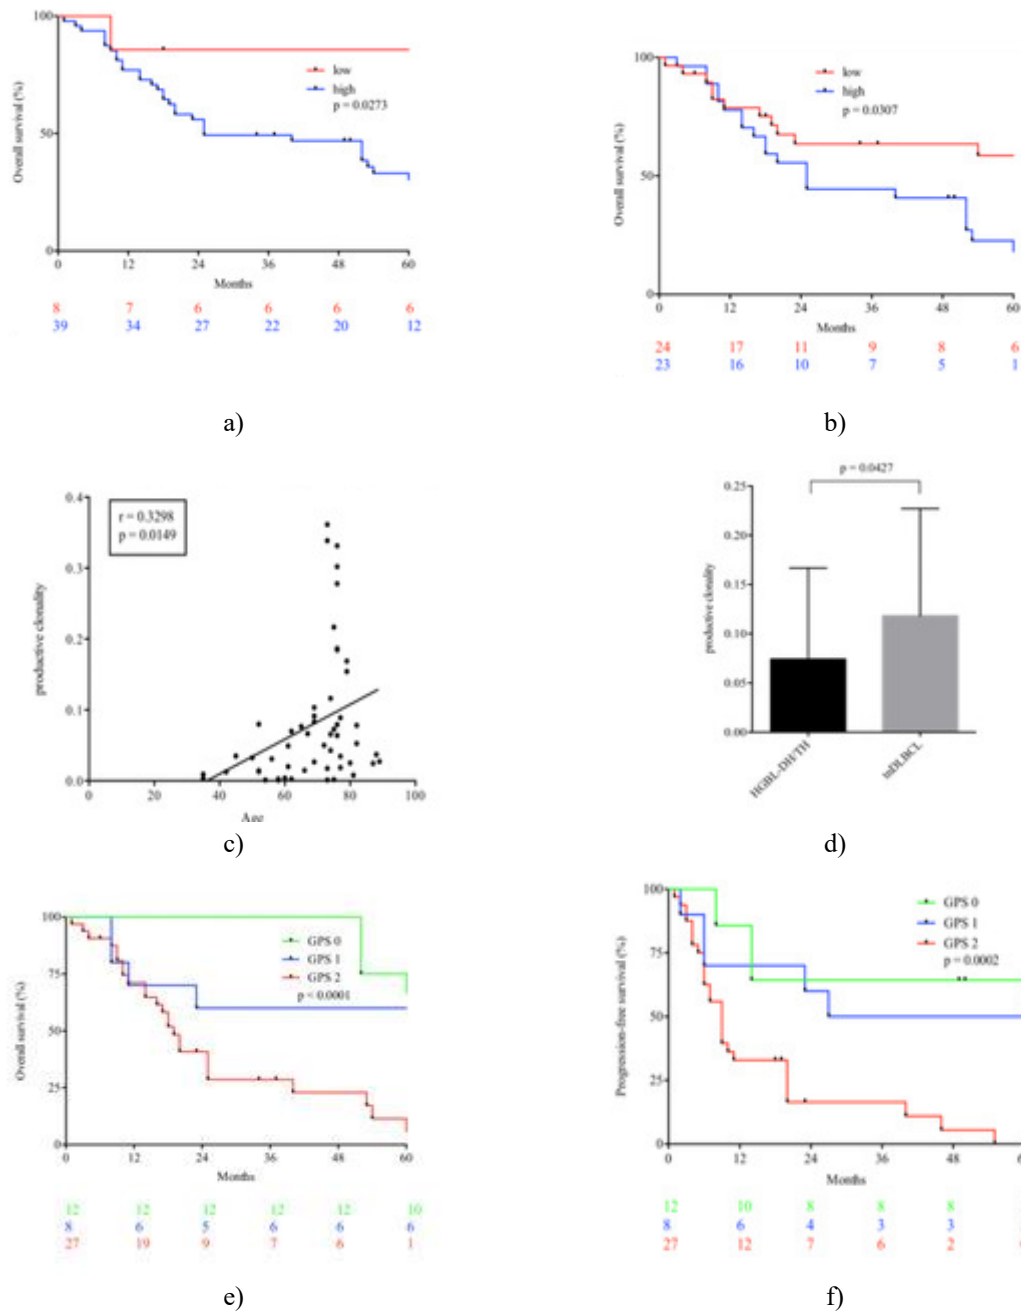 100
50
0
Overall survival (%)
low
high
p = 0.0273
0 12 24 36 48 60
Months
8 7 6 6 6 6
39 34 27 22 20 12
a)
100
50
0
Overall survival (%)
low
high
p = 0.0307
0 12 24 36 48 60
Months
24 17 11 9 8 6
23 16 10 7 5 1
b)
0.4
0.3
0.2
0.1
0.0
productive clonality
r = 0.3298
p = 0.0149
0 20 40 60 80 100
Age
c)
p = 0.0427
0.25
0.20
0.15
0.10
0.05
0.00
productive clonality
HGBL-DH/TH
mDLBCL
d)
100
75
50
25
0
Overall survival (%)
GPS 0
GPS 1
GPS 2
p < 0.0001
0 12 24 36 48 60
Months
12 12 12 12 12 10
8 6 5 6 6 6
27 19 9 7 6 1
e)
100
75
50
25
0
Progression-free survival (%)
GPS 0
GPS 1
GPS 2
p = 0.0002
0 12 24 36 48
Months
12 10 8 8 8
8 6 4 3 3
27 12 7 6 2
f)